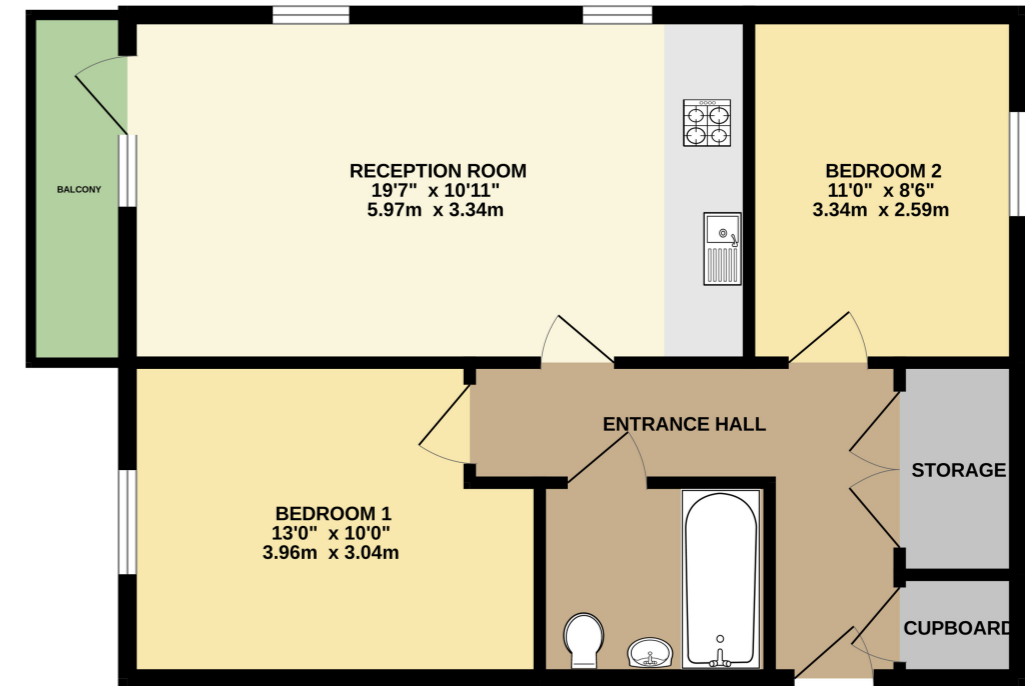 RECEPTION ROOM
19'7" x 10'11"
5.97m x 3.34m
BEDROOM 2
11'0" x 8'6"
3.34m x 2.59m
BALCONY
ENTRANCE HALL
STORAGE
BEDROOM 1
13'0" x 10'0"
3.96m x 3.04m
CUPBOARD